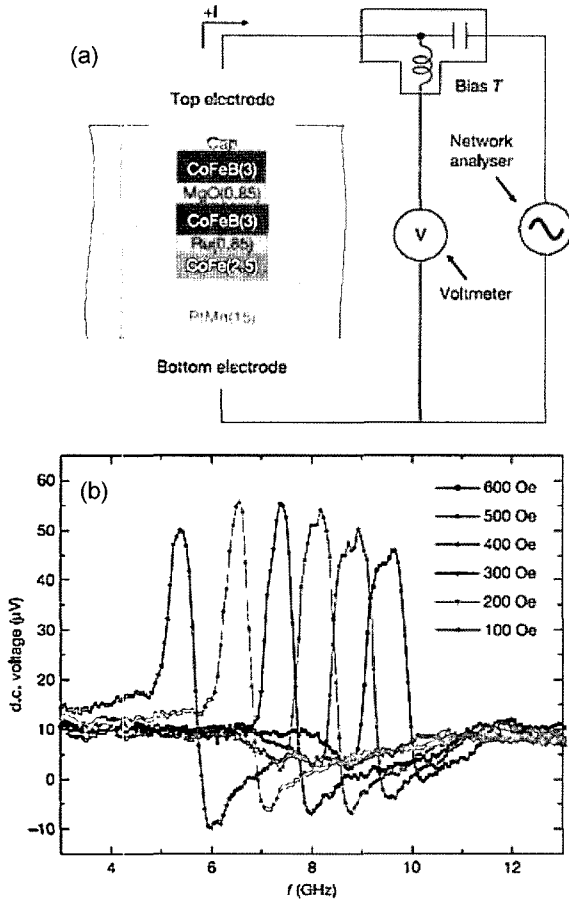 (a)
+I
Top electrode
Bias T
Network
analyser
Cap
CoFeB(3)
MgO(0.85)
CoFeB(3)
Ru(0.85)
CoFe(2.5)
PtMn(15)
V
Voltmeter
Bottom electrode
(b)
60
50
40
30
20
10
0
−10
d.c. voltage (µV)
600 Oe
500 Oe
400 Oe
300 Oe
200 Oe
100 Oe
4 6 8 10 12
f (GHz)